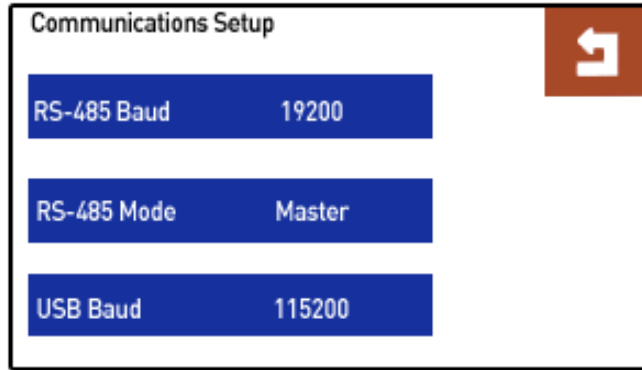 Communications Setup
RS-485 Baud 19200
RS-485 Mode Master
USB Baud 115200